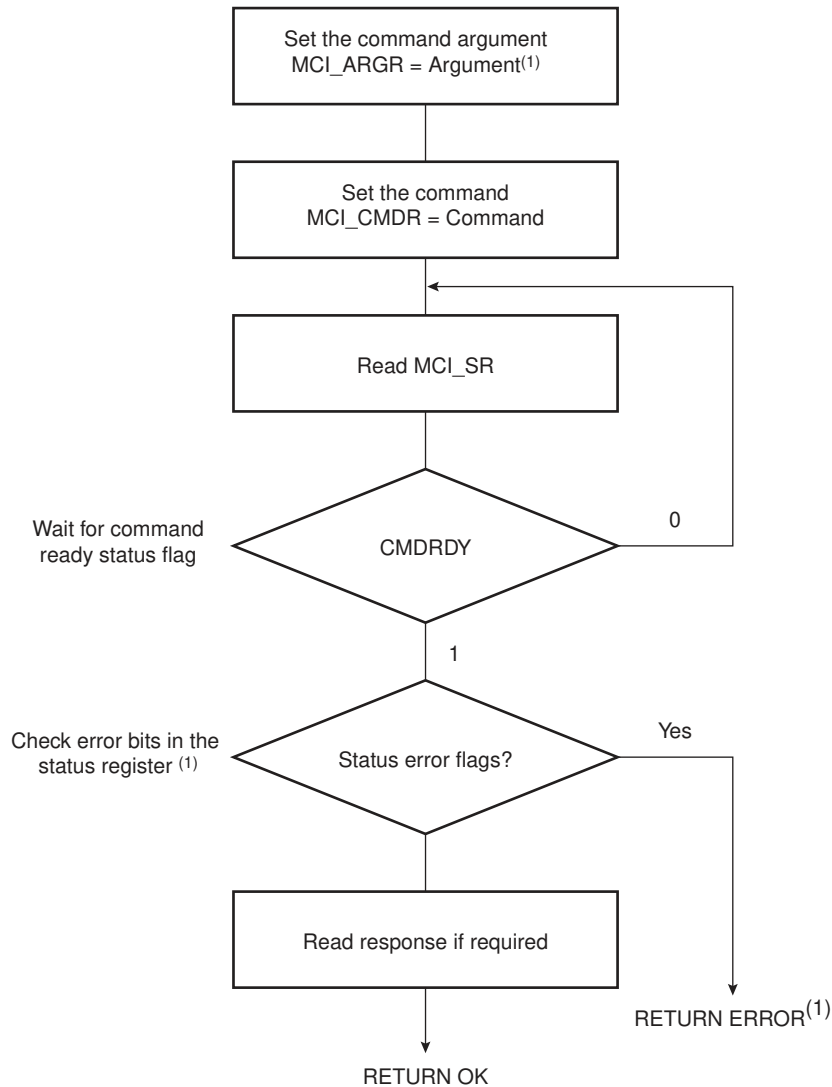 Set the command argument
MCI_ARGR = Argument(1)
Set the command
MCI_CMDR = Command
Read MCI_SR
Wait for command
ready status flag
CMDRDY
0
1
Check error bits in the
status register (1)
Status error flags?
Yes
Read response if required
RETURN ERROR(1)
RETURN OK